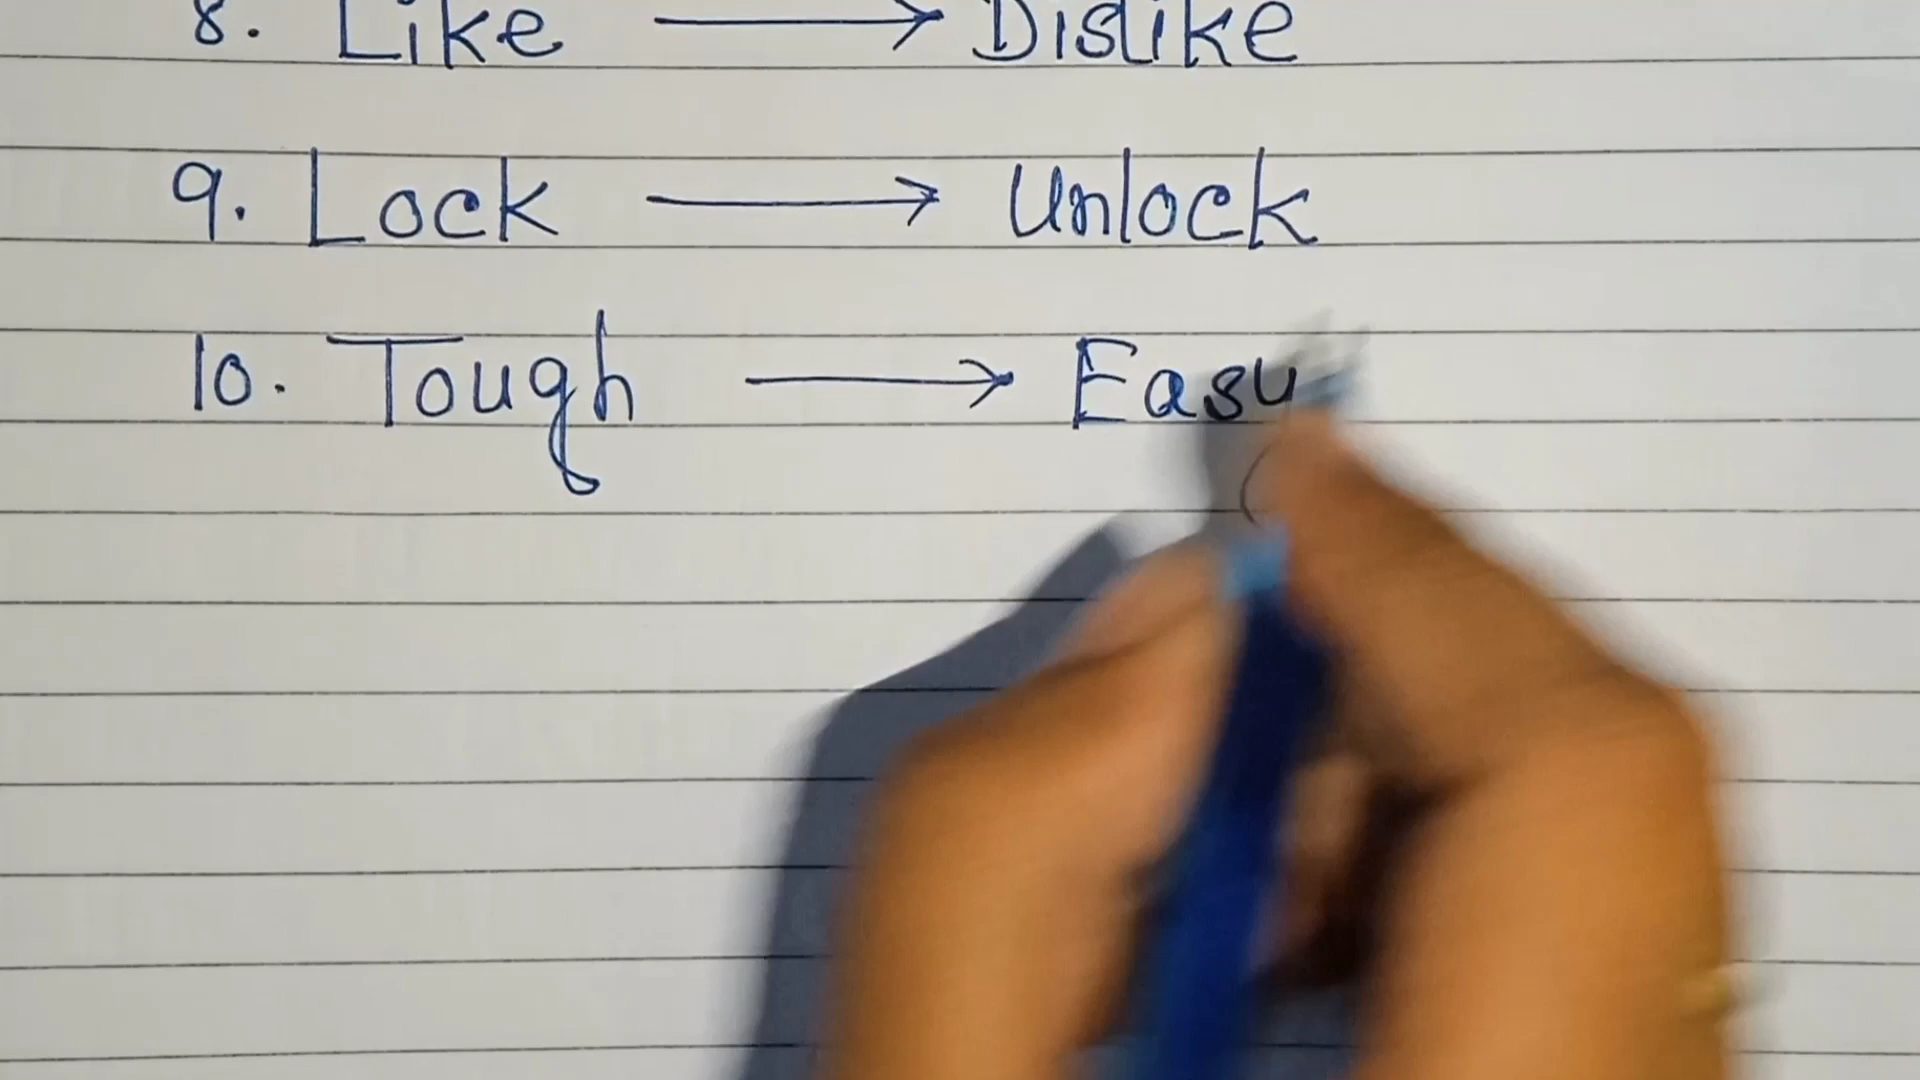 8. Like → Dislike
9. Lock → Unlock
10. Tough → Easy